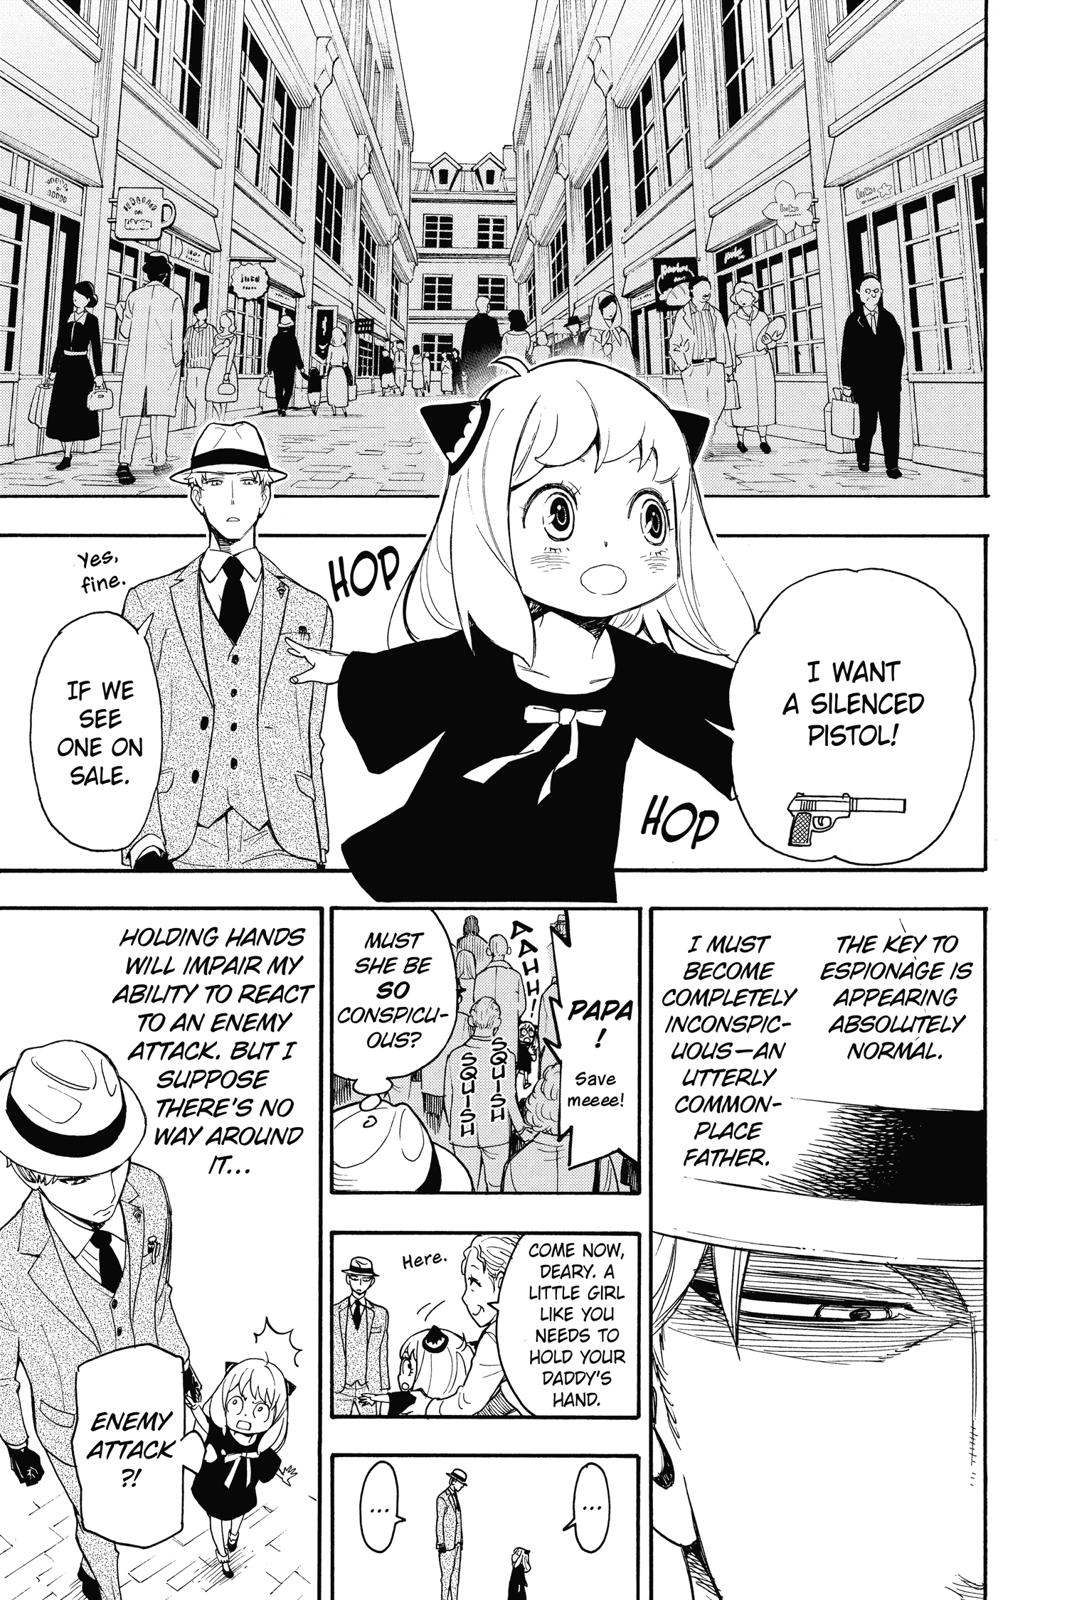 I WANT
A SILENCED
PISTOL!
HOP
HOP
Yes,
fine.
IF WE
SEE
ONE ON
SALE.
THE KEY TO
ESPIONAGE IS
APPEARING
ABSOLUTELY
NORMAL.
I MUST
BECOME
COMPLETELY
INCONSPIC-
UOUS—AN
UTTERLY
COMMON-
PLACE
FATHER.
PAPA
!
Save
meeee!
AAHH!
SQUISH
SQUISH
MUST
SHE BE
SO
CONSPICU-
OUS?
COME NOW,
DEARY. A
LITTLE GIRL
LIKE YOU
NEEDS TO
HOLD YOUR
DADDY'S
HAND.
Here.
...
...
HOLDING HANDS
WILL IMPAIR MY
ABILITY TO REACT
TO AN ENEMY
ATTACK. BUT I
SUPPOSE
THERE'S NO
WAY AROUND
IT...
ENEMY
ATTACK
?!